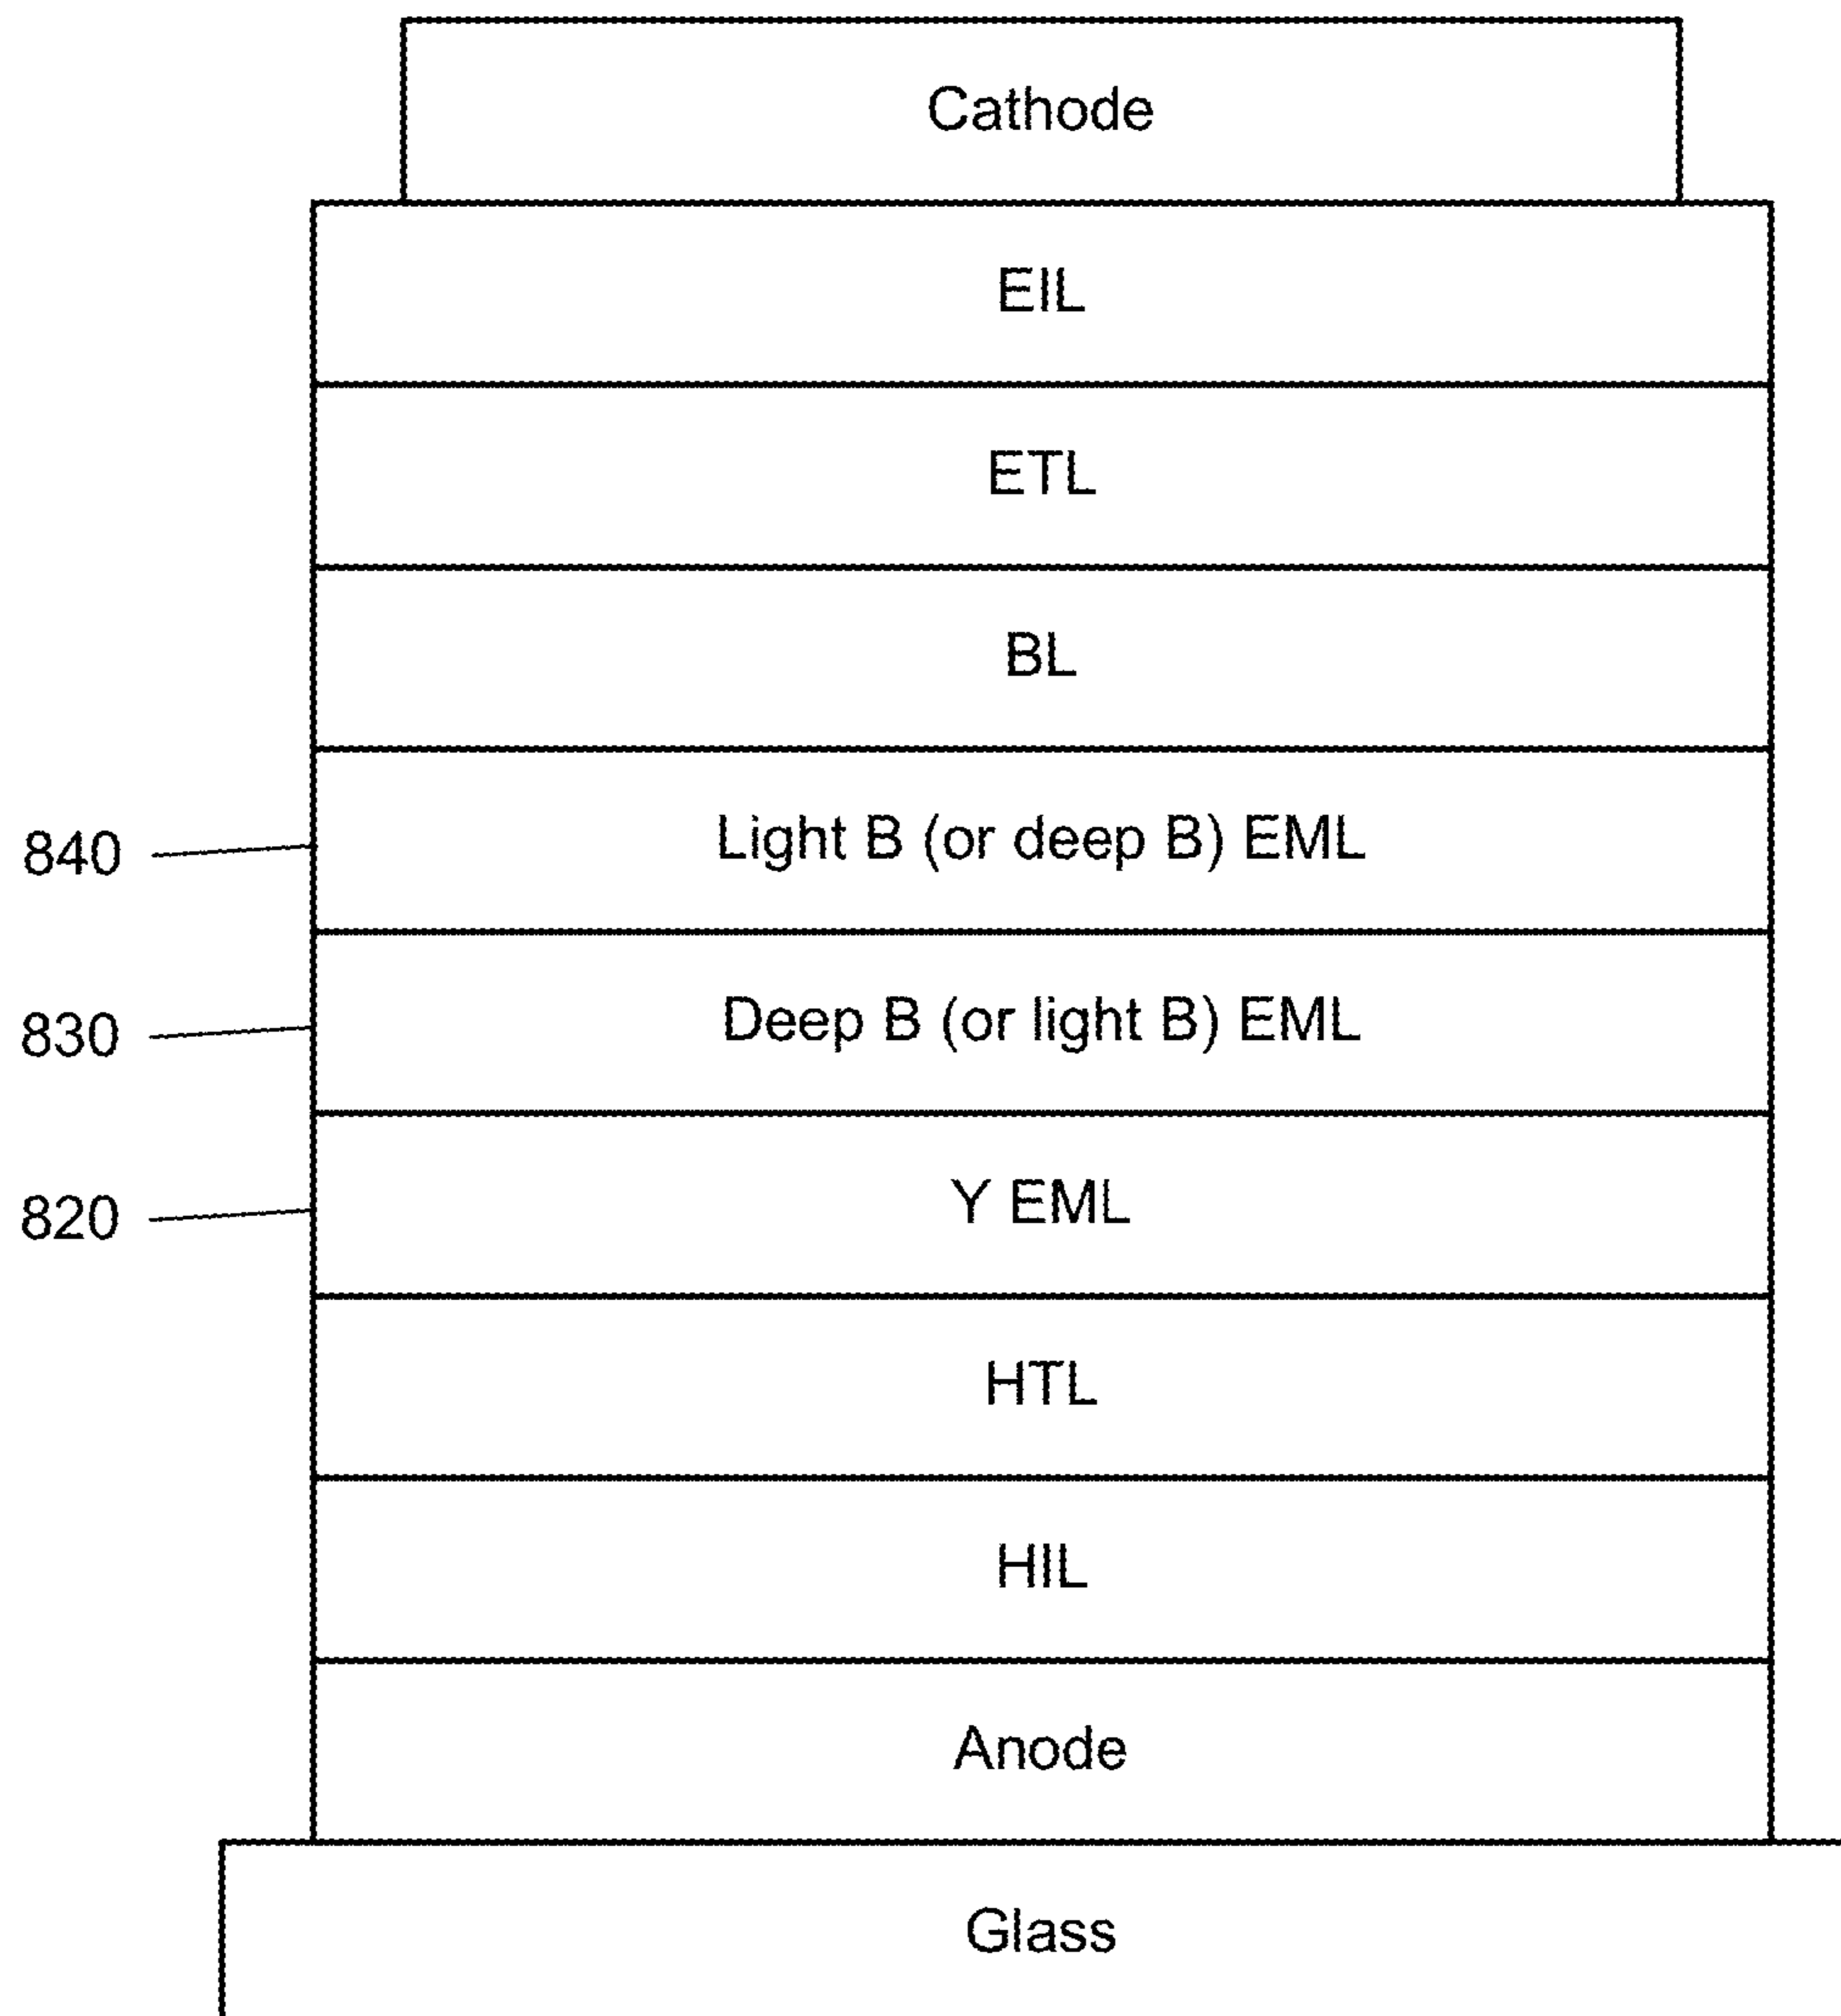 Cathode
EIL
ETL
BL
840 Light B (or deep B) EML
830 Deep B (or light B) EML
820 Y EML
HTL
HIL
Anode
Glass